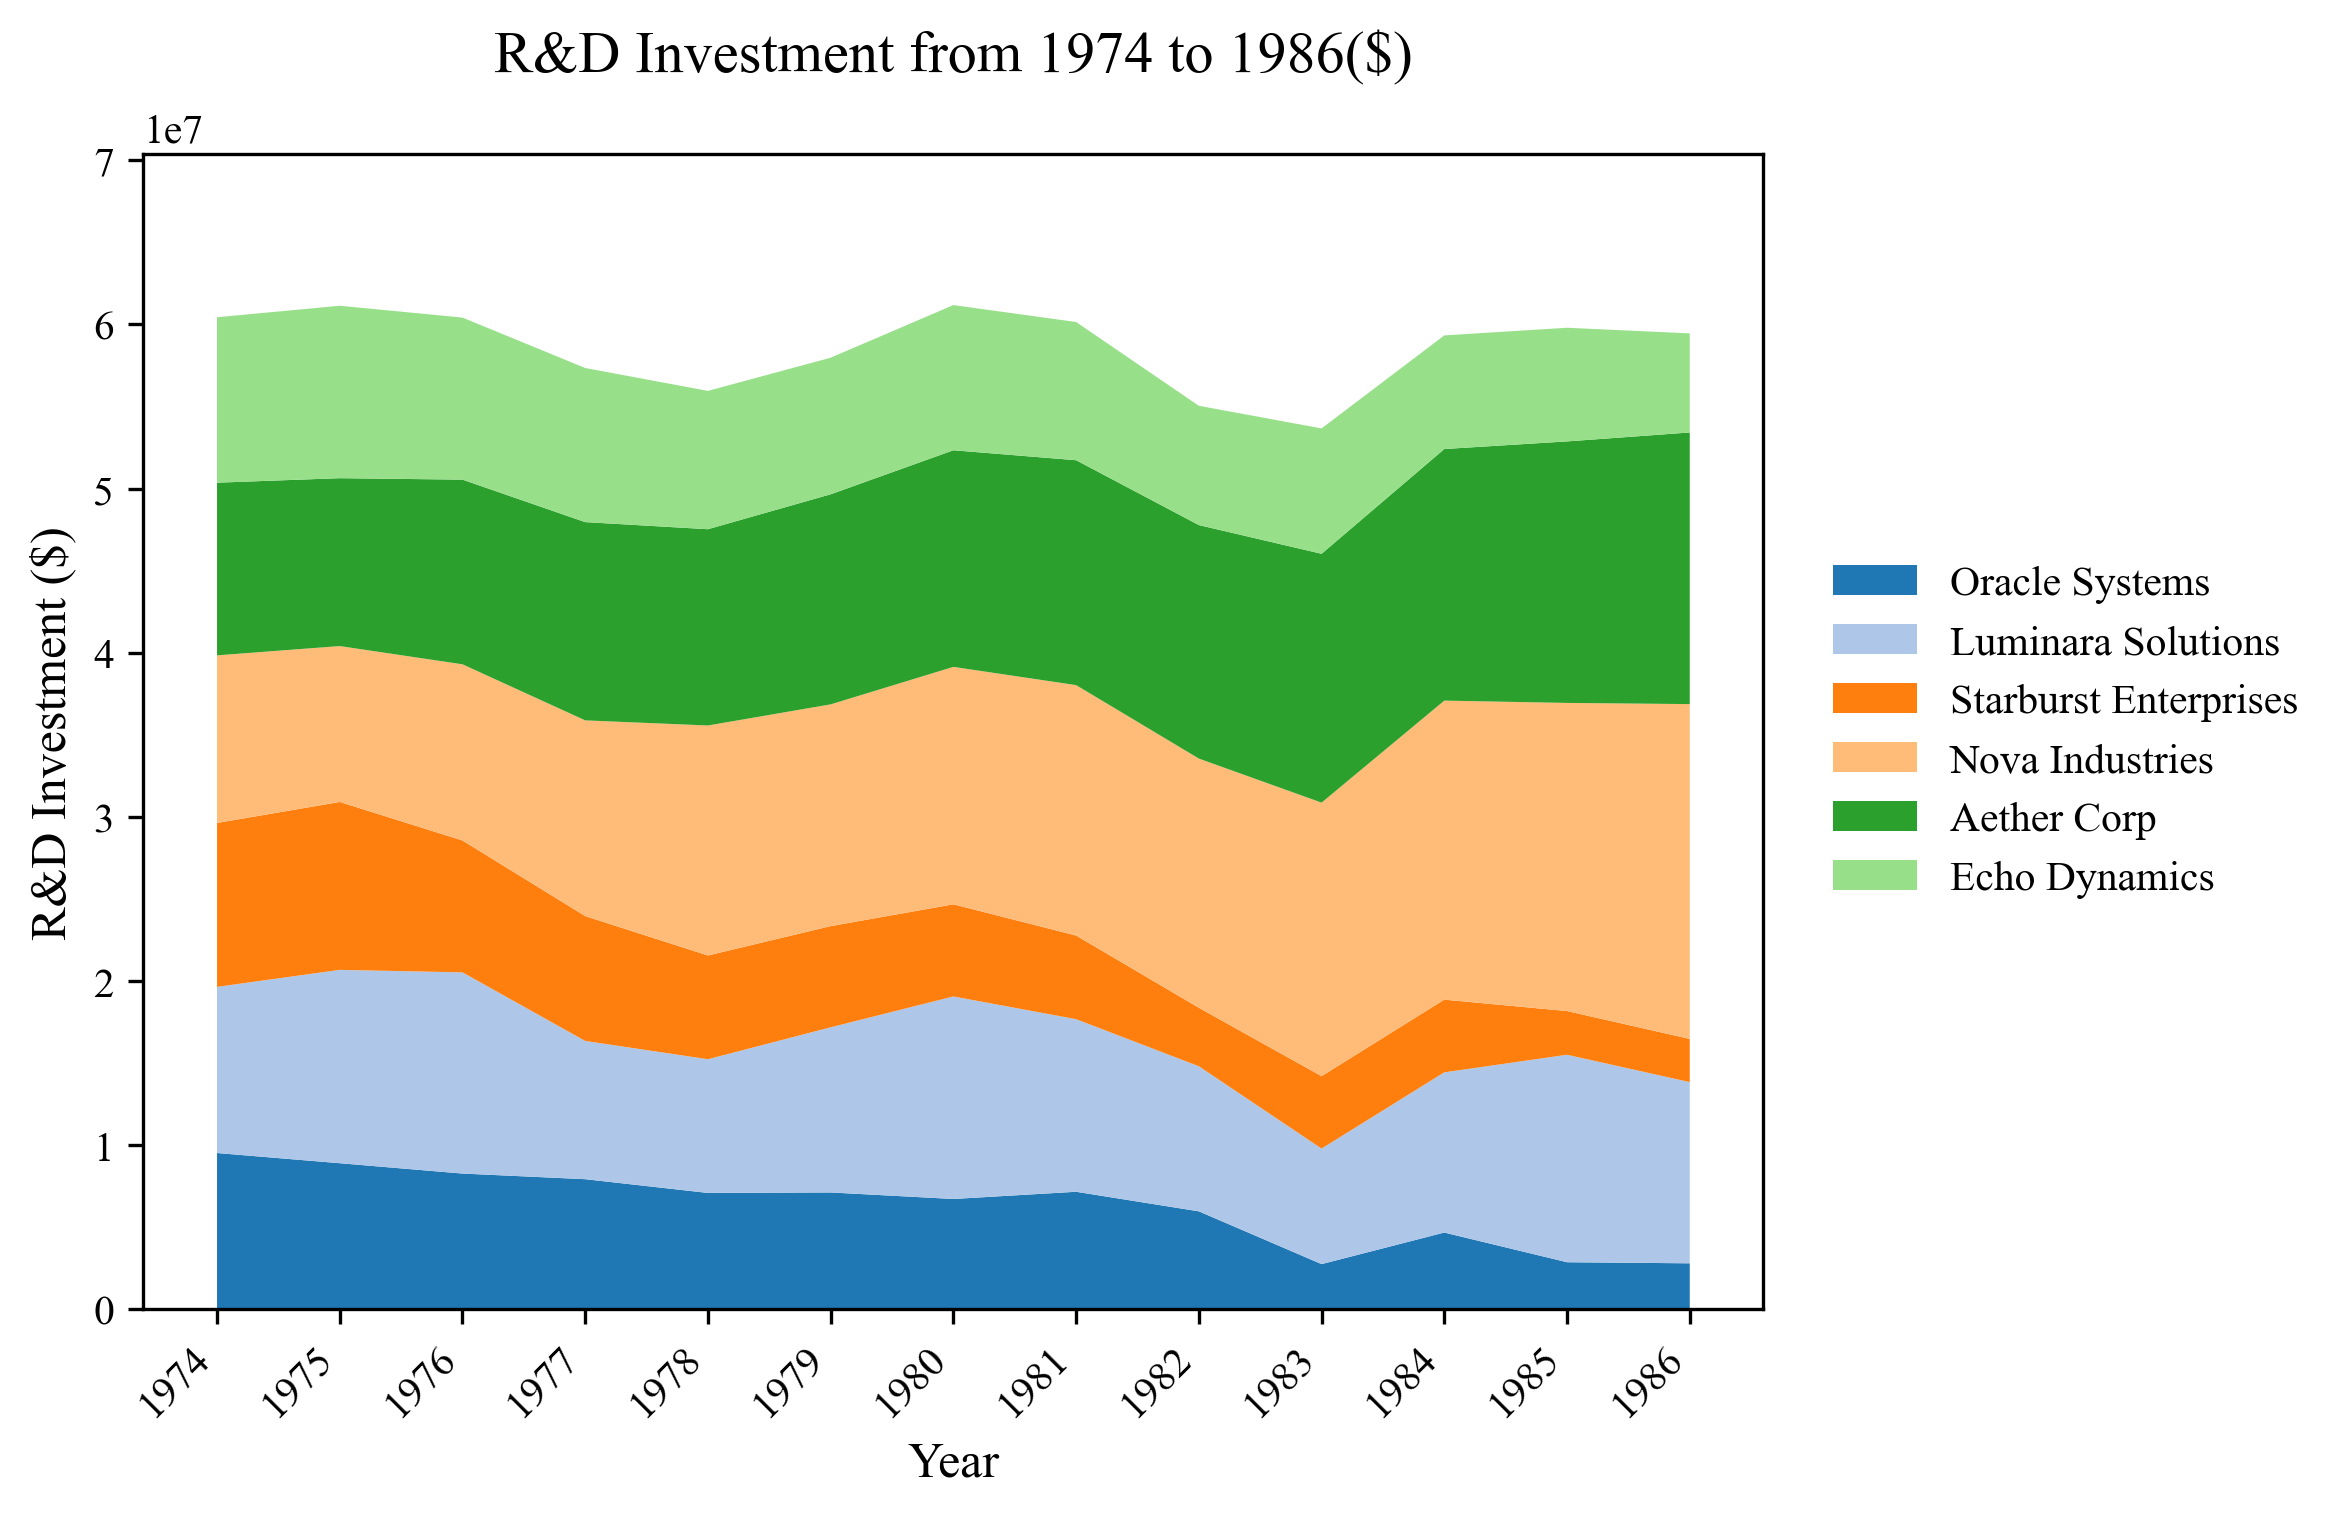 R&D Investment from 1974 to 1986($)
1e7
7
6
5
4
3
2
1
0
R&D Investment ($)
1974
1975
1976
1977
1978
1979
1980
1981
1982
1983
1984
1985
1986
Year
Oracle Systems
Luminara Solutions
Starburst Enterprises
Nova Industries
Aether Corp
Echo Dynamics